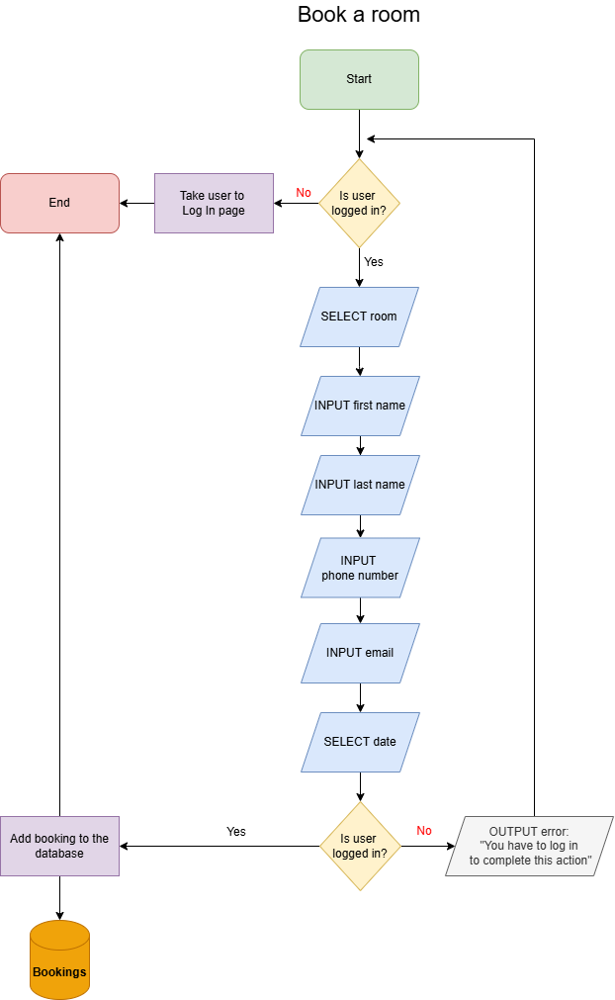 Book a room
Start
Is user
logged in?
No
Take user to
Log In page
End
Yes
SELECT room
INPUT first name
INPUT last name
INPUT
phone number
INPUT email
SELECT date
Is user
logged in?
Yes
No
Add booking to the
database
OUTPUT error:
"You have to log in
to complete this action"
Bookings